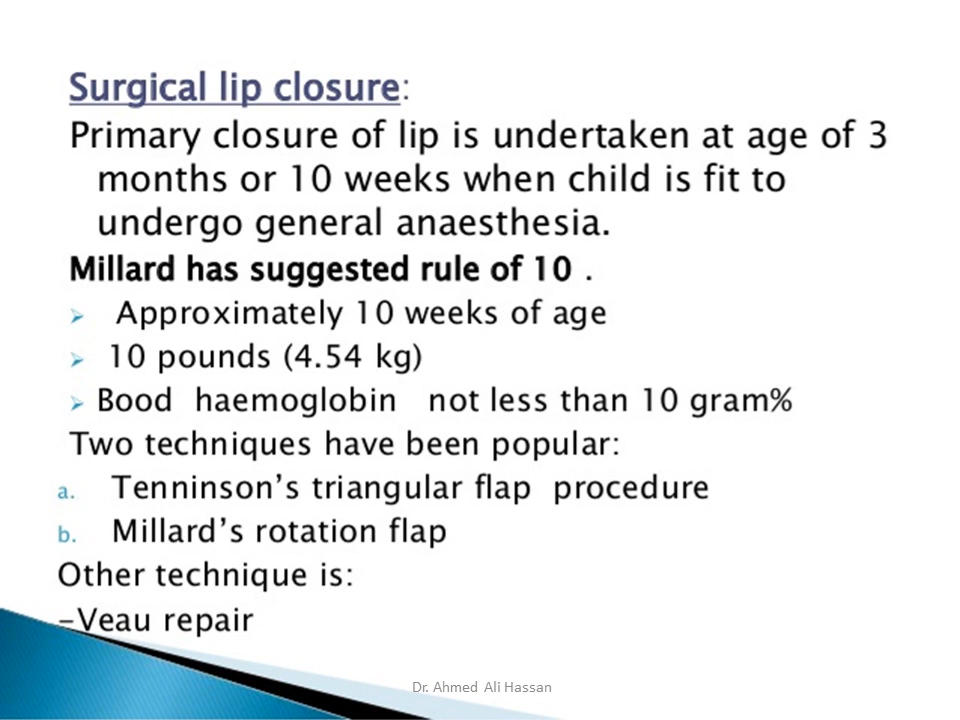 Surgical lip closure:
Primary closure of lip is undertaken at age of 3
months or 10 weeks when child is fit to
undergo general anaesthesia.
Millard has suggested rule of 10 .
➢ Approximately 10 weeks of age
➢ 10 pounds (4.54 kg)
➢ Bood haemoglobin not less than 10 gram%
Two techniques have been popular:
a. Tenninson’s triangular flap procedure
b. Millard’s rotation flap
Other technique is:
-Veau repair
Dr. Ahmed Ali Hassan